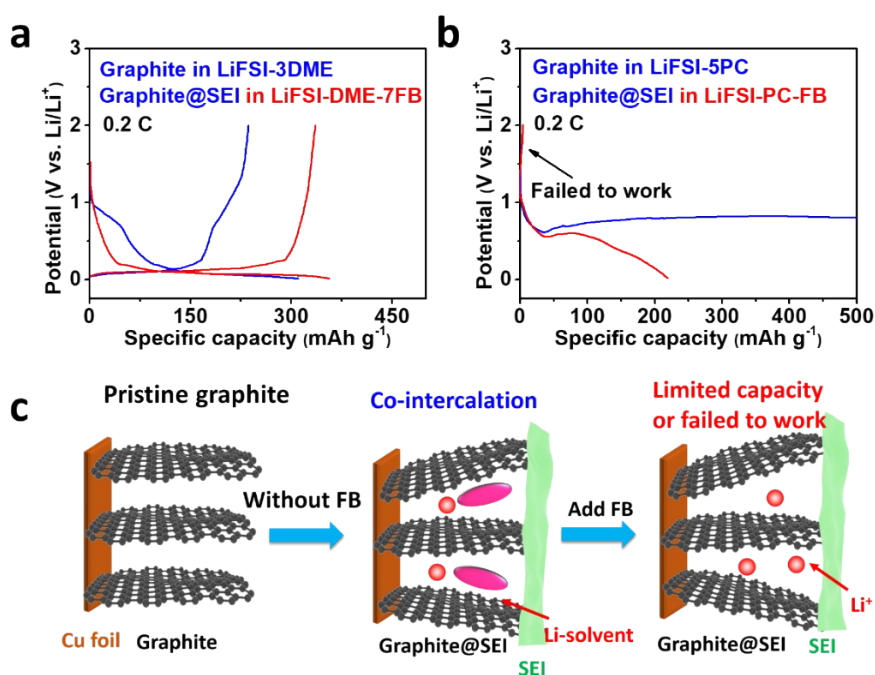 a
Potential (V vs. Li/Li⁺)
3
2
1
0
Graphite in LiFSI-3DME
Graphite@SEI in LiFSI-DME-7FB
0.2 C
0 150 300 450
Specific capacity (mAh g⁻¹)
b
Potential (V vs. Li/Li⁺)
3
2
1
0
Graphite in LiFSI-5PC
Graphite@SEI in LiFSI-PC-FB
0.2 C
Failed to work
0 100 200 300 400 500
Specific capacity (mAh g⁻¹)
c
Pristine graphite
Cu foil Graphite
Without FB
Co-intercalation
Li-solvent
Graphite@SEI
SEI
Add FB
Limited capacity
or failed to work
Li⁺
Graphite@SEI
SEI